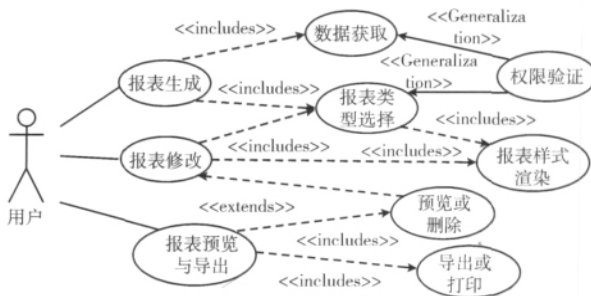 <<includes>>
数据获取
<<Generaliza
tion>>
<<Generaliza
tion>>
权限验证
报表生成
<<includes>>
报表类
型选择
<<includes>>
<<includes>>
报表修改
<<includes>>
<<includes>>
报表样式
渲染
用户
<<extends>>
预览或
删除
报表预览
与导出
<<includes>>
<<includes>>
导出或
打印